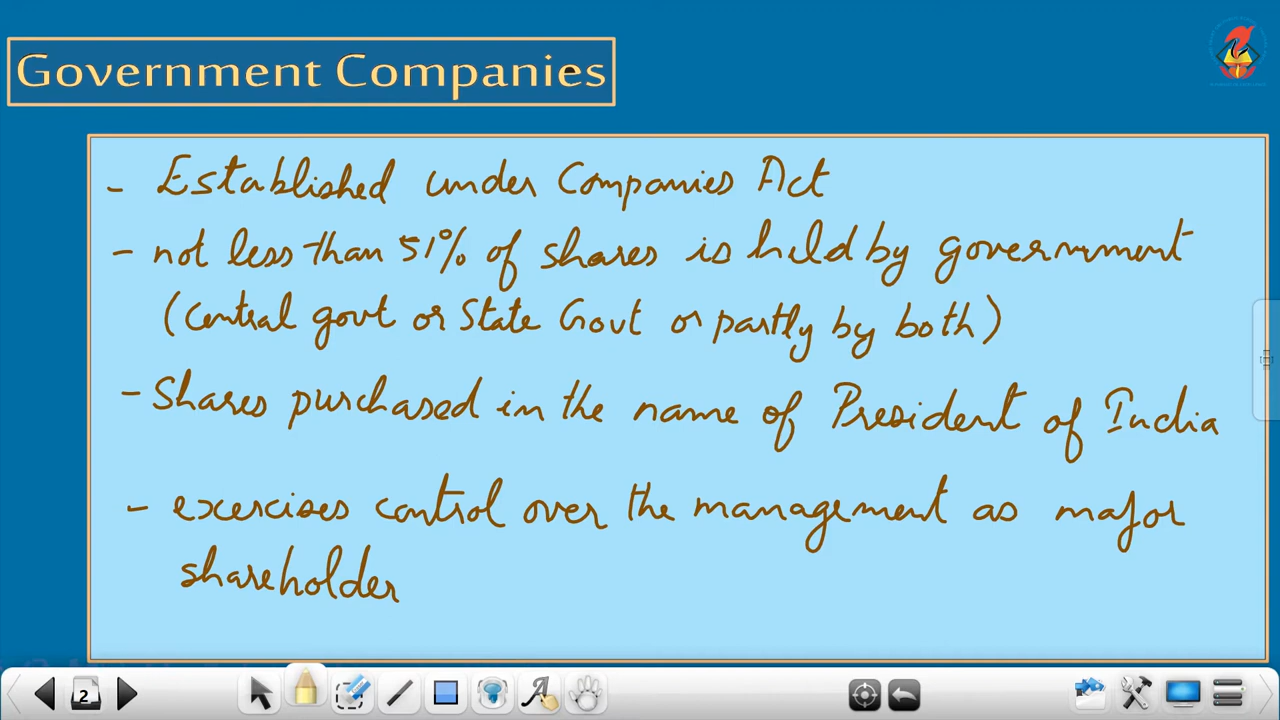 Government Companies
- Established under Companies Act
- not less than 51% of shares is held by government
(Central govt or State Govt or partly by both)
- Shares purchased in the name of President of India
- exercises control over the management as major
shareholder
2